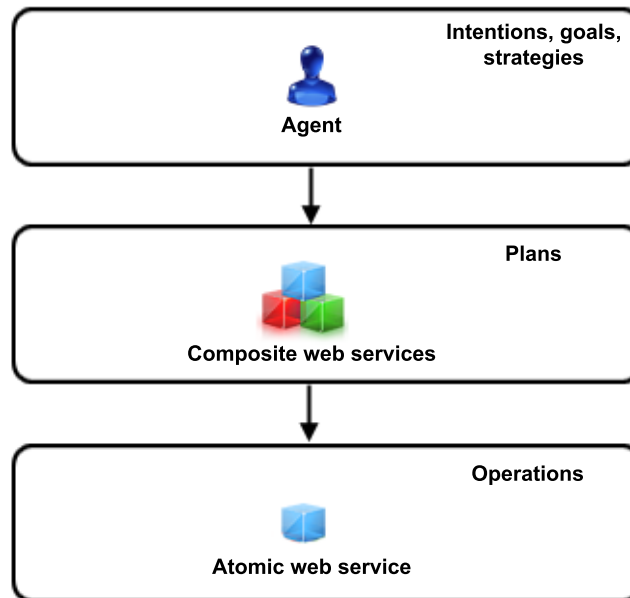 Intentions, goals,
strategies
Agent
Plans
Composite web services
Operations
Atomic web service